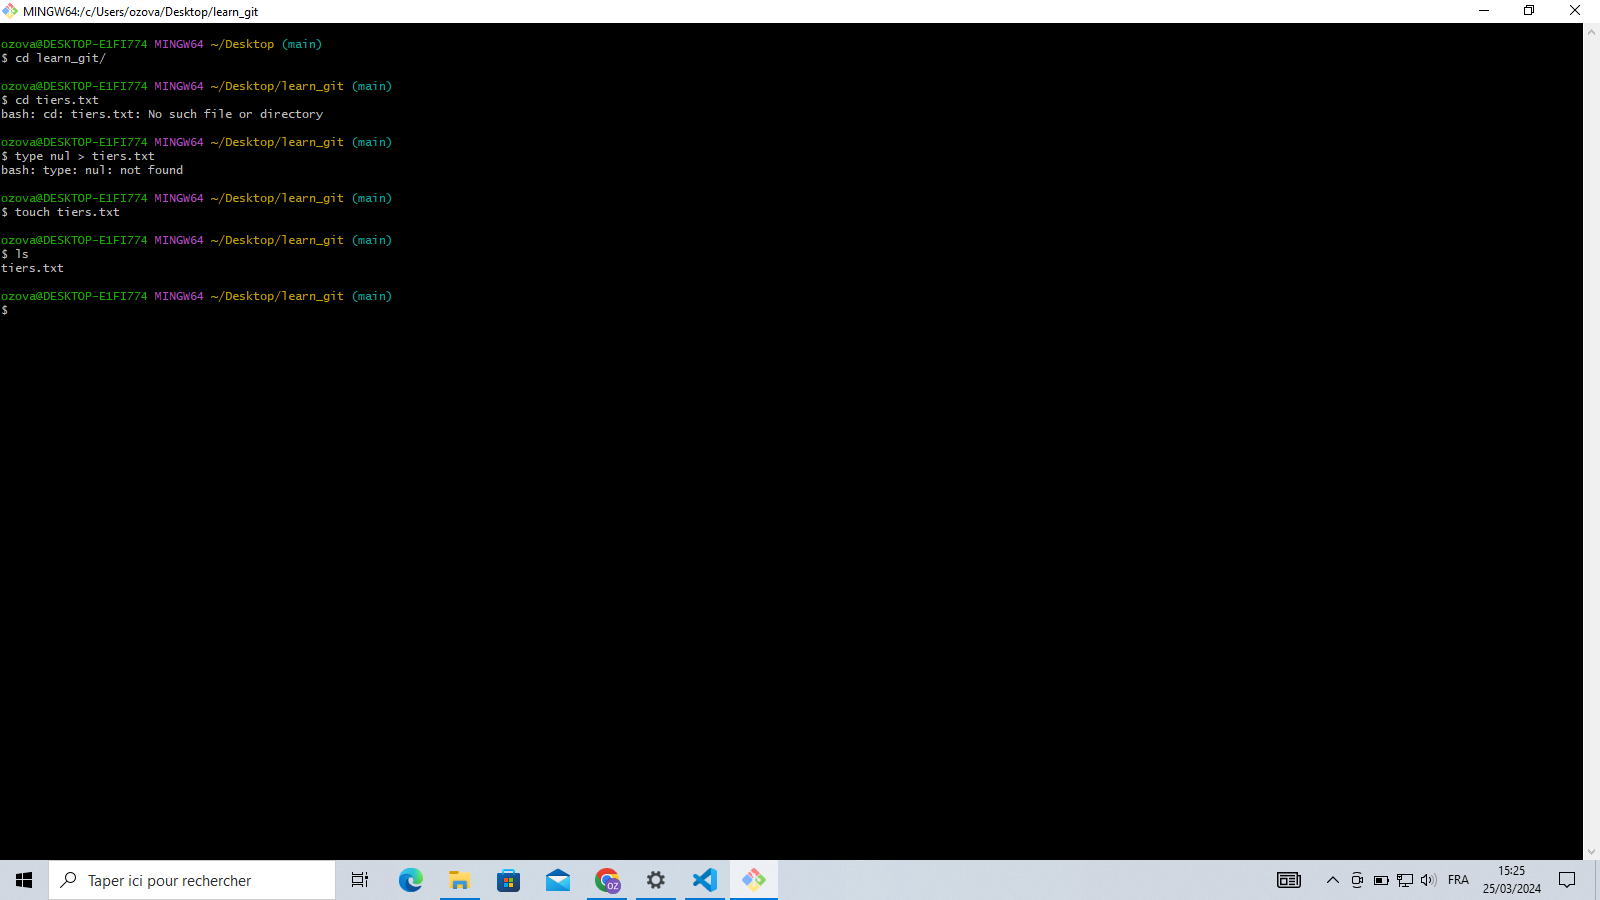 MINGW64:/c/Users/ozova/Desktop/learn_git
ozova@DESKTOP-E1FI774 MINGW64 ~/Desktop (main)
$ cd learn_git/
ozova@DESKTOP-E1FI774 MINGW64 ~/Desktop/learn_git (main)
$ cd tiers.txt
bash: cd: tiers.txt: No such file or directory
ozova@DESKTOP-E1FI774 MINGW64 ~/Desktop/learn_git (main)
$ type nul > tiers.txt
bash: type: nul: not found
ozova@DESKTOP-E1FI774 MINGW64 ~/Desktop/learn_git (main)
$ touch tiers.txt
ozova@DESKTOP-E1FI774 MINGW64 ~/Desktop/learn_git (main)
$ ls
tiers.txt
ozova@DESKTOP-E1FI774 MINGW64 ~/Desktop/learn_git (main)
$
Taper ici pour rechercher
OZ
FRA
15:25
25/03/2024